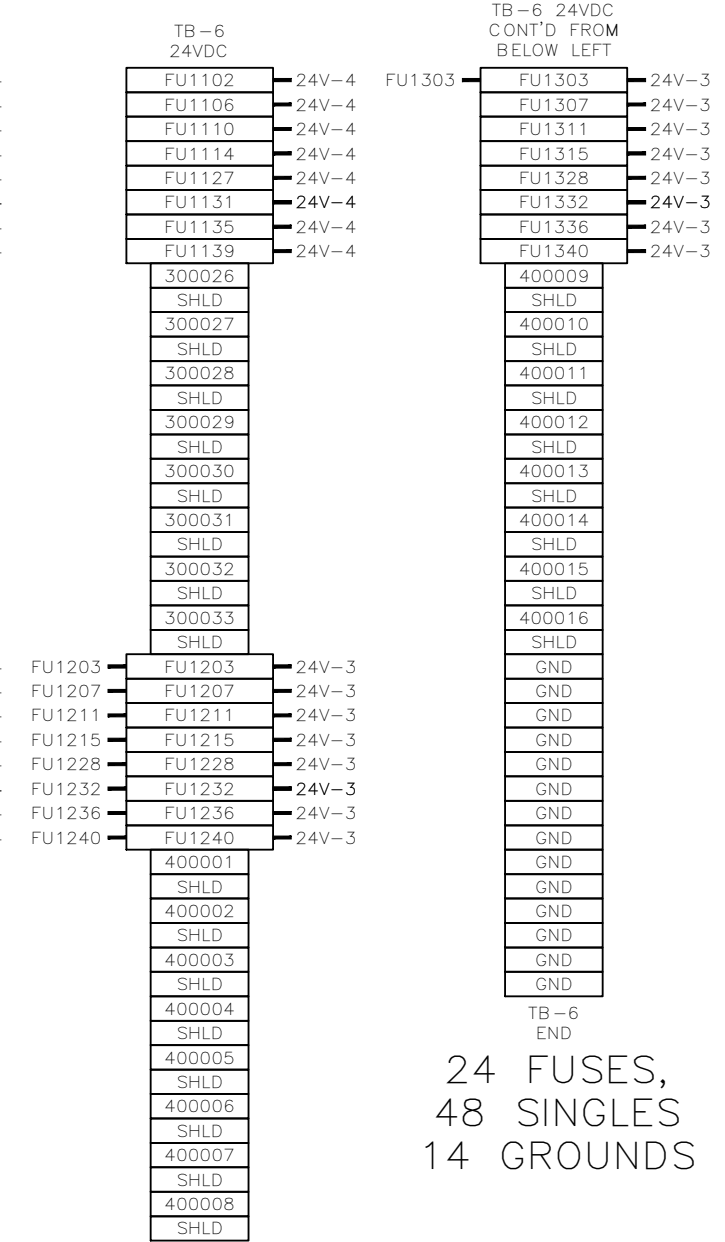 TB-6
24VDC
FU1102 24V-4
FU1106 24V-4
FU1110 24V-4
FU1114 24V-4
FU1127 24V-4
FU1131 24V-4
FU1135 24V-4
FU1139 24V-4
300026
SHLD
300027
SHLD
300028
SHLD
300029
SHLD
300030
SHLD
300031
SHLD
300032
SHLD
300033
SHLD
FU1203 FU1203 24V-3
FU1207 FU1207 24V-3
FU1211 FU1211 24V-3
FU1215 FU1215 24V-3
FU1228 FU1228 24V-3
FU1232 FU1232 24V-3
FU1236 FU1236 24V-3
FU1240 FU1240 24V-3
400001
SHLD
400002
SHLD
400003
SHLD
400004
SHLD
400005
SHLD
400006
SHLD
400007
SHLD
400008
SHLD
TB-6 24VDC
CONT'D FROM
BELOW LEFT
FU1303 FU1303 24V-3
FU1307 24V-3
FU1311 24V-3
FU1315 24V-3
FU1328 24V-3
FU1332 24V-3
FU1336 24V-3
FU1340 24V-3
400009
SHLD
400010
SHLD
400011
SHLD
400012
SHLD
400013
SHLD
400014
SHLD
400015
SHLD
400016
SHLD
GND
GND
GND
GND
GND
GND
GND
GND
GND
GND
GND
GND
GND
GND
TB-6
END
24 FUSES,
48 SINGLES
14 GROUNDS